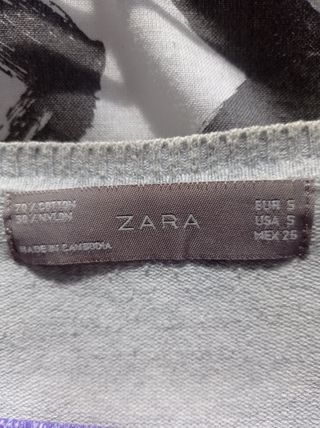 70% COTTON
30% NYLON
MADE IN CAMBODIA
ZARA
EUR S
USA S
MEX 26